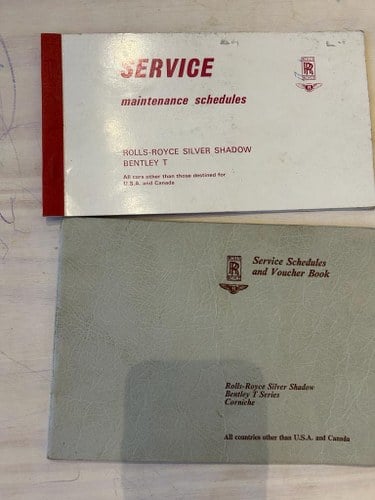 SERVICE
maintenance schedules
ROLLS-ROYCE SILVER SHADOW
BENTLEY T
All cars other than those destined for
U.S.A. and Canada
Service Schedules
and Voucher Book
Rolls-Royce Silver Shadow
Bentley T Series
Corniche
All countries other than U.S.A. and Canada